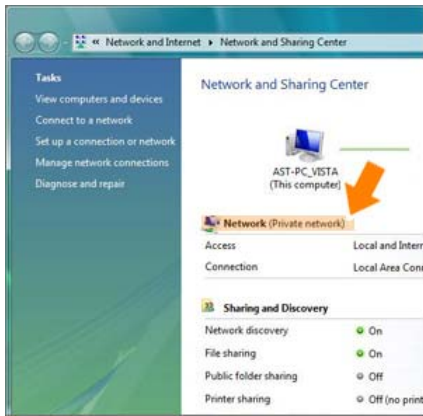 « Network and Internet ▸ Network and Sharing Center
Tasks
View computers and devices
Connect to a network
Set up a connection or network
Manage network connections
Diagnose and repair
Network and Sharing Center
AST-PC_VISTA
(This computer)
Network (Private network)
Access Local and Intern
Connection Local Area Conn
Sharing and Discovery
Network discovery On
File sharing On
Public folder sharing Off
Printer sharing Off (no print